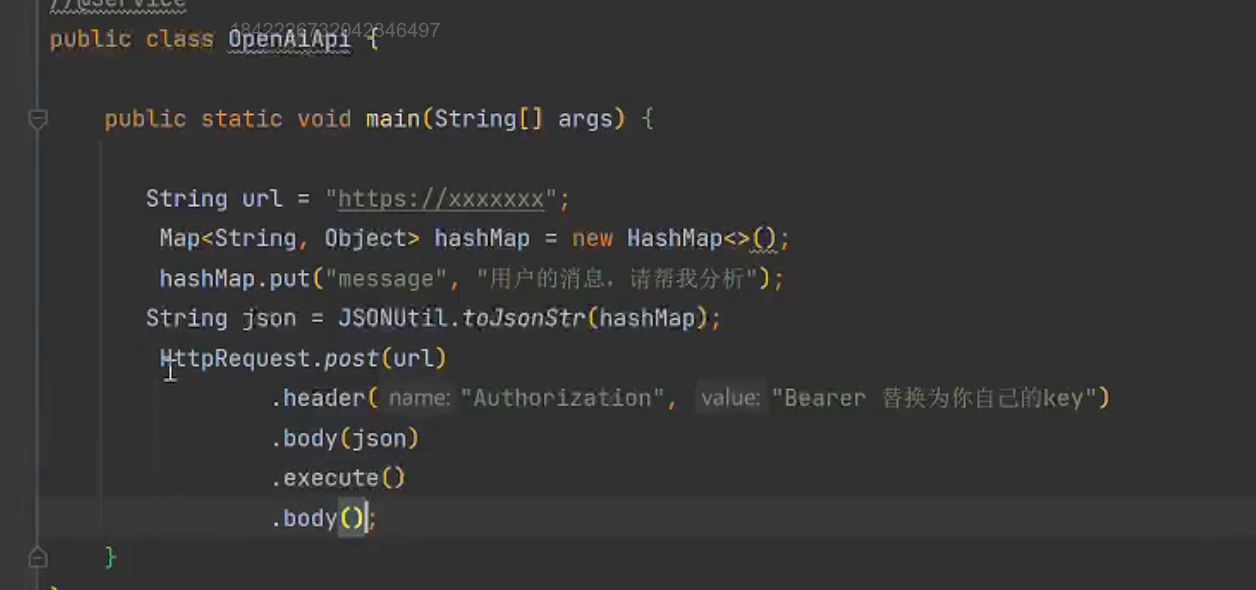 //@Service
1842226732042346497
public class OpenAiApi {
public static void main(String[] args) {
String url = "https://xxxxxxx";
Map<String, Object> hashMap = new HashMap<>();
hashMap.put("message", "用户的消息，请帮我分析");
String json = JSONUtil.toJsonStr(hashMap);
HttpRequest.post(url)
.header( name: "Authorization", value: "Bearer 替换为你自己的key")
.body(json)
.execute()
.body();
}